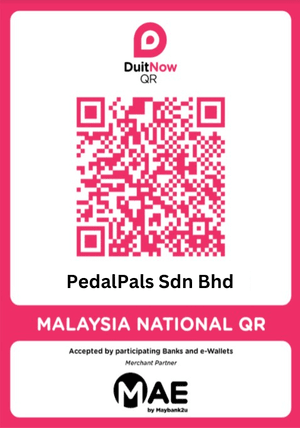 DuitNow
QR
PedalPals Sdn Bhd
MALAYSIA NATIONAL QR
Accepted by participating Banks and e-Wallets
Merchant Partner
MAE
by Maybank2u